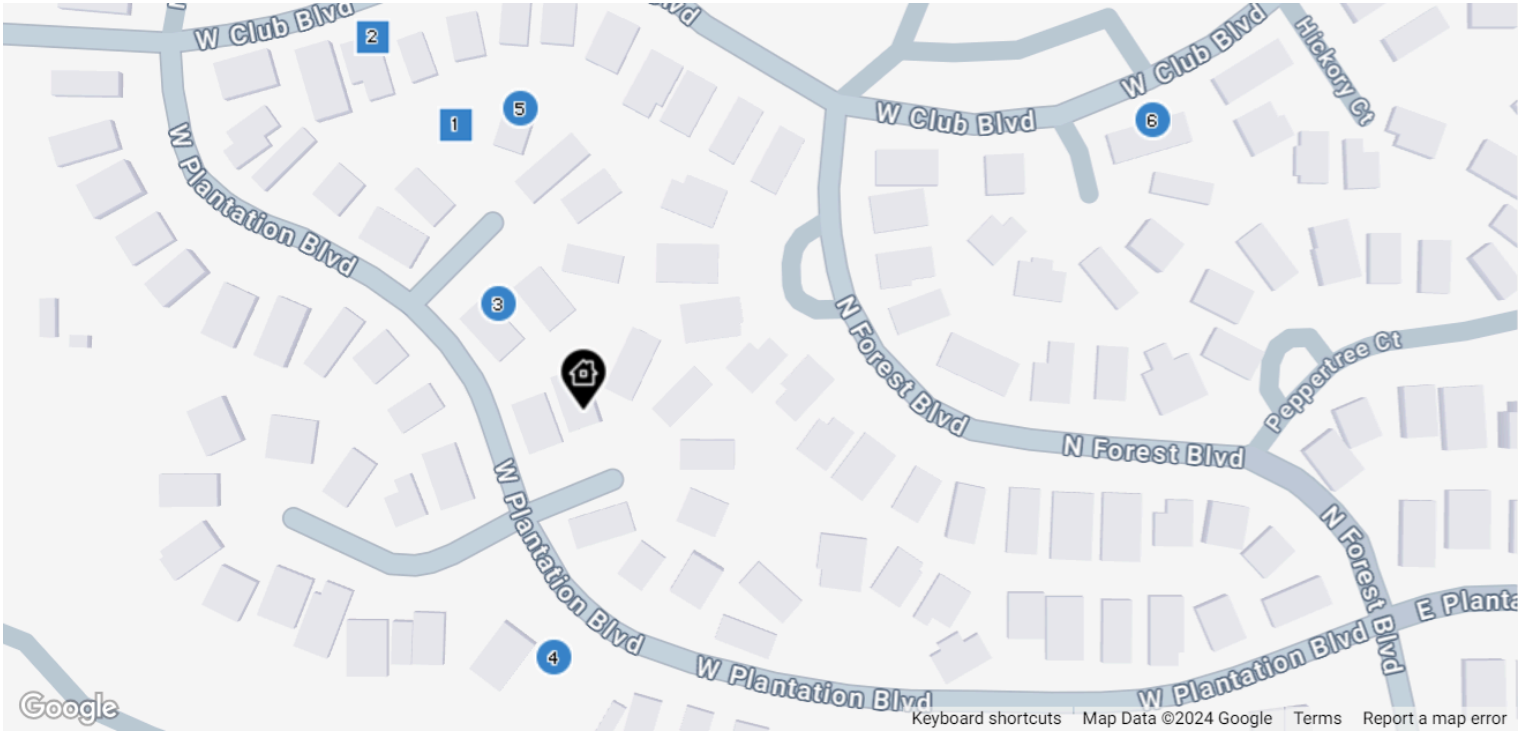 W Club Blvd
2
vd
W Club Blvd
Hickory Ct
5
1
W Club Blvd
6
W Plantation Blvd
3
N Forest Blvd
Peppertree Ct
N Forest Blvd
W Plantation Blvd
N Forest Blvd
E Planta
4
W Plantation Blvd
W Plantation Blvd
Google
Keyboard shortcuts Map Data ©2024 Google Terms Report a map error